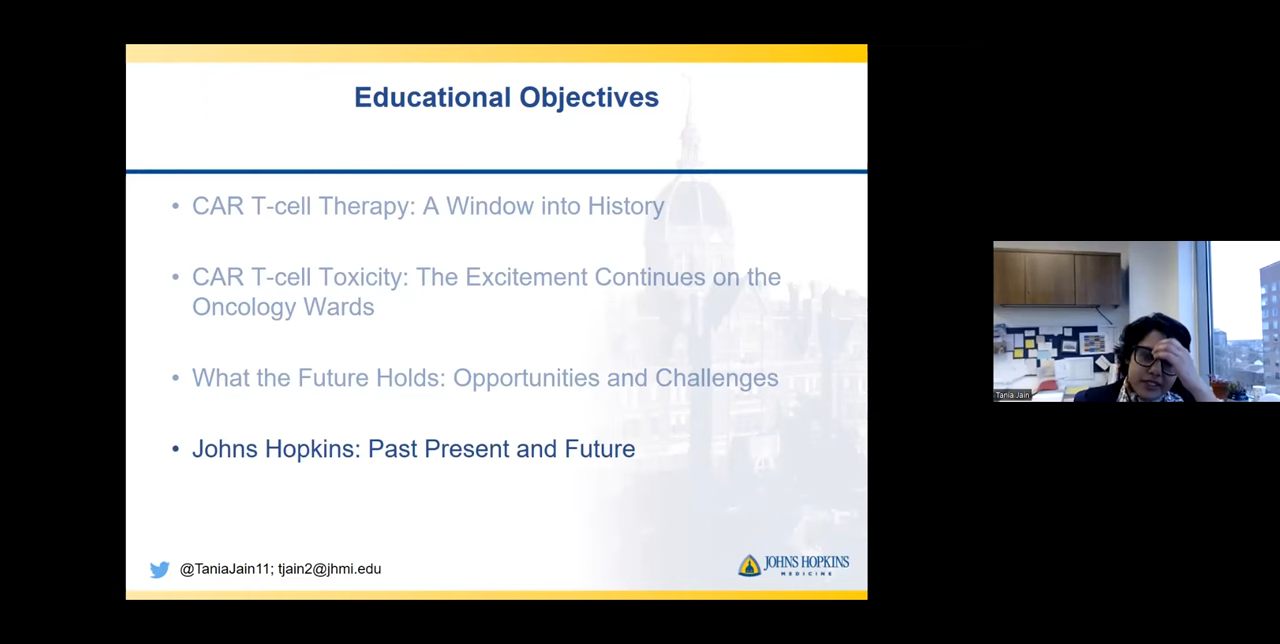 Educational Objectives
• CAR T-cell Therapy: A Window into History
• CAR T-cell Toxicity: The Excitement Continues on the
Oncology Wards
• What the Future Holds: Opportunities and Challenges
• Johns Hopkins: Past Present and Future
@TaniaJain11; tjain2@jhmi.edu
JOHNS HOPKINS
MEDICINE
Tania Jain